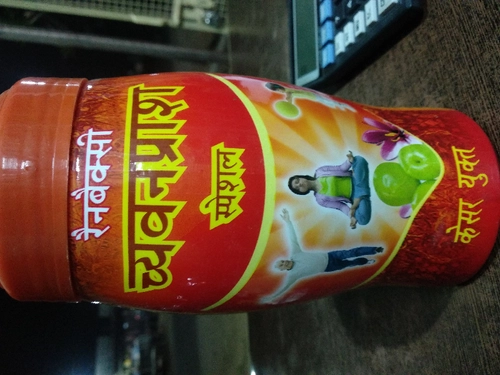 रेनबैक्सी
च्यवनप्राश
स्पेशल
केसर युक्त